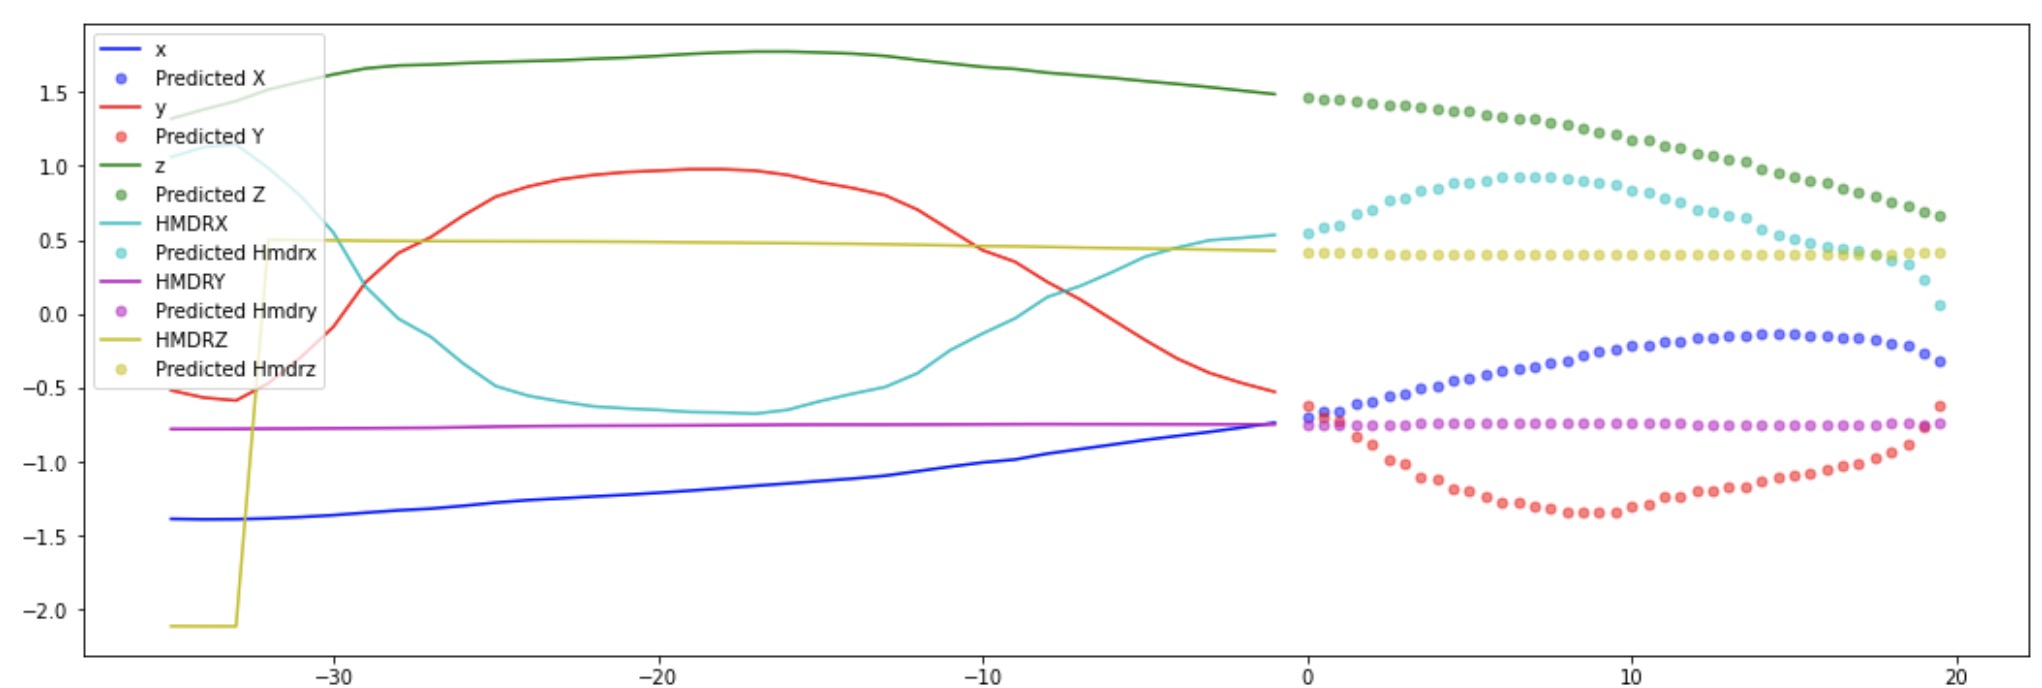 x
Predicted X
y
Predicted Y
z
Predicted Z
HMDRX
Predicted Hmdrx
HMDRY
Predicted Hmdry
HMDRZ
Predicted Hmdrz
1.5
1.0
0.5
0.0
−0.5
−1.0
−1.5
−2.0
−30 −20 −10 0 10 20